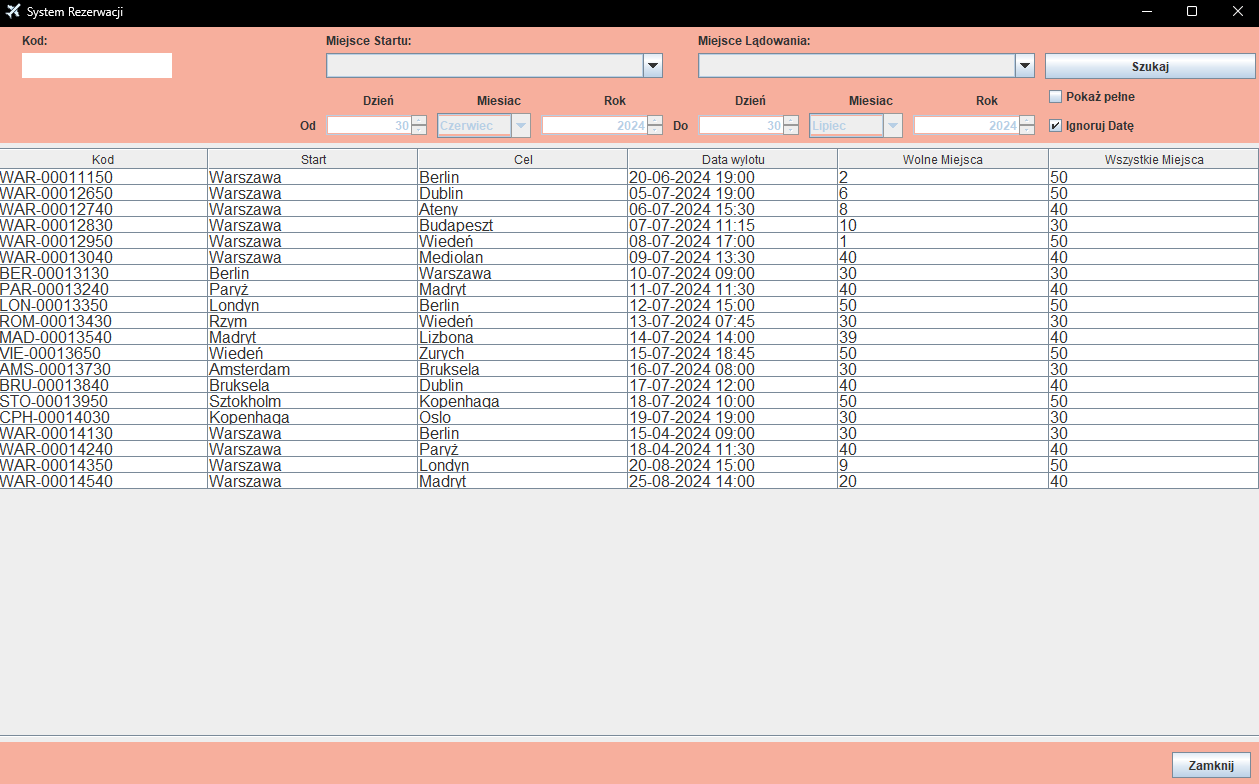 System Rezerwacji
Kod: Miejsce Startu: Miejsce Lądowania:
Szukaj
Dzień Miesiac Rok Dzień Miesiac Rok Pokaż pełne
Od 30 Czerwiec 2024 Do 30 Lipiec 2024 Ignoruj Datę
Kod Start Cel Data wylotu Wolne Miejsca Wszystkie Miejsca
WAR-00011150 Warszawa Berlin 20-06-2024 19:00 2 50
WAR-00012650 Warszawa Dublin 05-07-2024 19:00 6 50
WAR-00012740 Warszawa Ateny 06-07-2024 15:30 8 40
WAR-00012830 Warszawa Budapeszt 07-07-2024 11:15 10 30
WAR-00012950 Warszawa Wiedeń 08-07-2024 17:00 1 50
WAR-00013040 Warszawa Mediolan 09-07-2024 13:30 40 40
BER-00013130 Berlin Warszawa 10-07-2024 09:00 30 30
PAR-00013240 Paryż Madryt 11-07-2024 11:30 40 40
LON-00013350 Londyn Berlin 12-07-2024 15:00 50 50
ROM-00013430 Rzym Wiedeń 13-07-2024 07:45 30 30
MAD-00013540 Madryt Lizbona 14-07-2024 14:00 39 40
VIE-00013650 Wiedeń Zurych 15-07-2024 18:45 50 50
AMS-00013730 Amsterdam Bruksela 16-07-2024 08:00 30 30
BRU-00013840 Bruksela Dublin 17-07-2024 12:00 40 40
STO-00013950 Sztokholm Kopenhaga 18-07-2024 10:00 50 50
CPH-00014030 Kopenhaga Oslo 19-07-2024 19:00 30 30
WAR-00014130 Warszawa Berlin 15-04-2024 09:00 30 30
WAR-00014240 Warszawa Paryż 18-04-2024 11:30 40 40
WAR-00014350 Warszawa Londyn 20-08-2024 15:00 9 50
WAR-00014540 Warszawa Madryt 25-08-2024 14:00 20 40
Zamknij